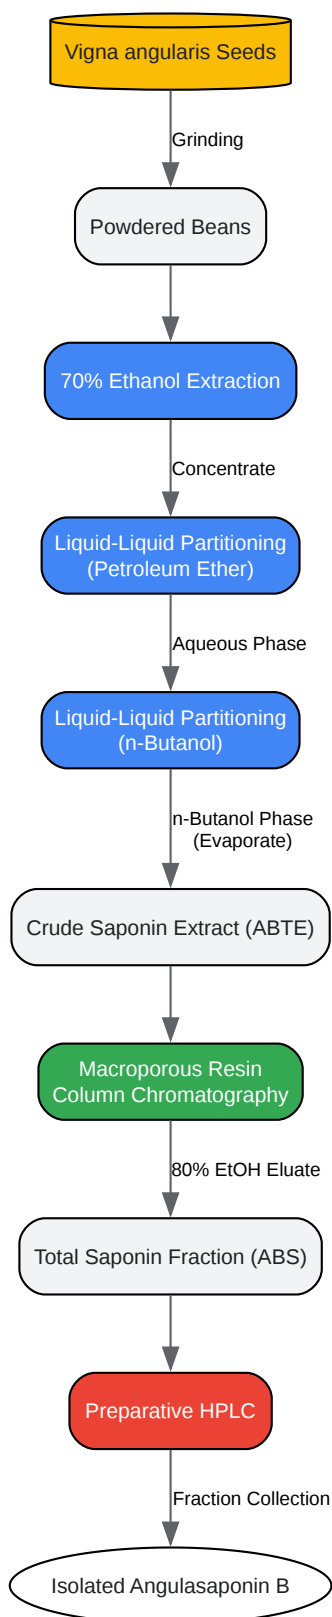 Vigna angularis Seeds
Grinding
Powdered Beans
70% Ethanol Extraction
Concentrate
Liquid-Liquid Partitioning
(Petroleum Ether)
Aqueous Phase
Liquid-Liquid Partitioning
(n-Butanol)
n-Butanol Phase
(Evaporate)
Crude Saponin Extract (ABTE)
Macroporous Resin
Column Chromatography
80% EtOH Eluate
Total Saponin Fraction (ABS)
Preparative HPLC
Fraction Collection
Isolated Angulasaponin B